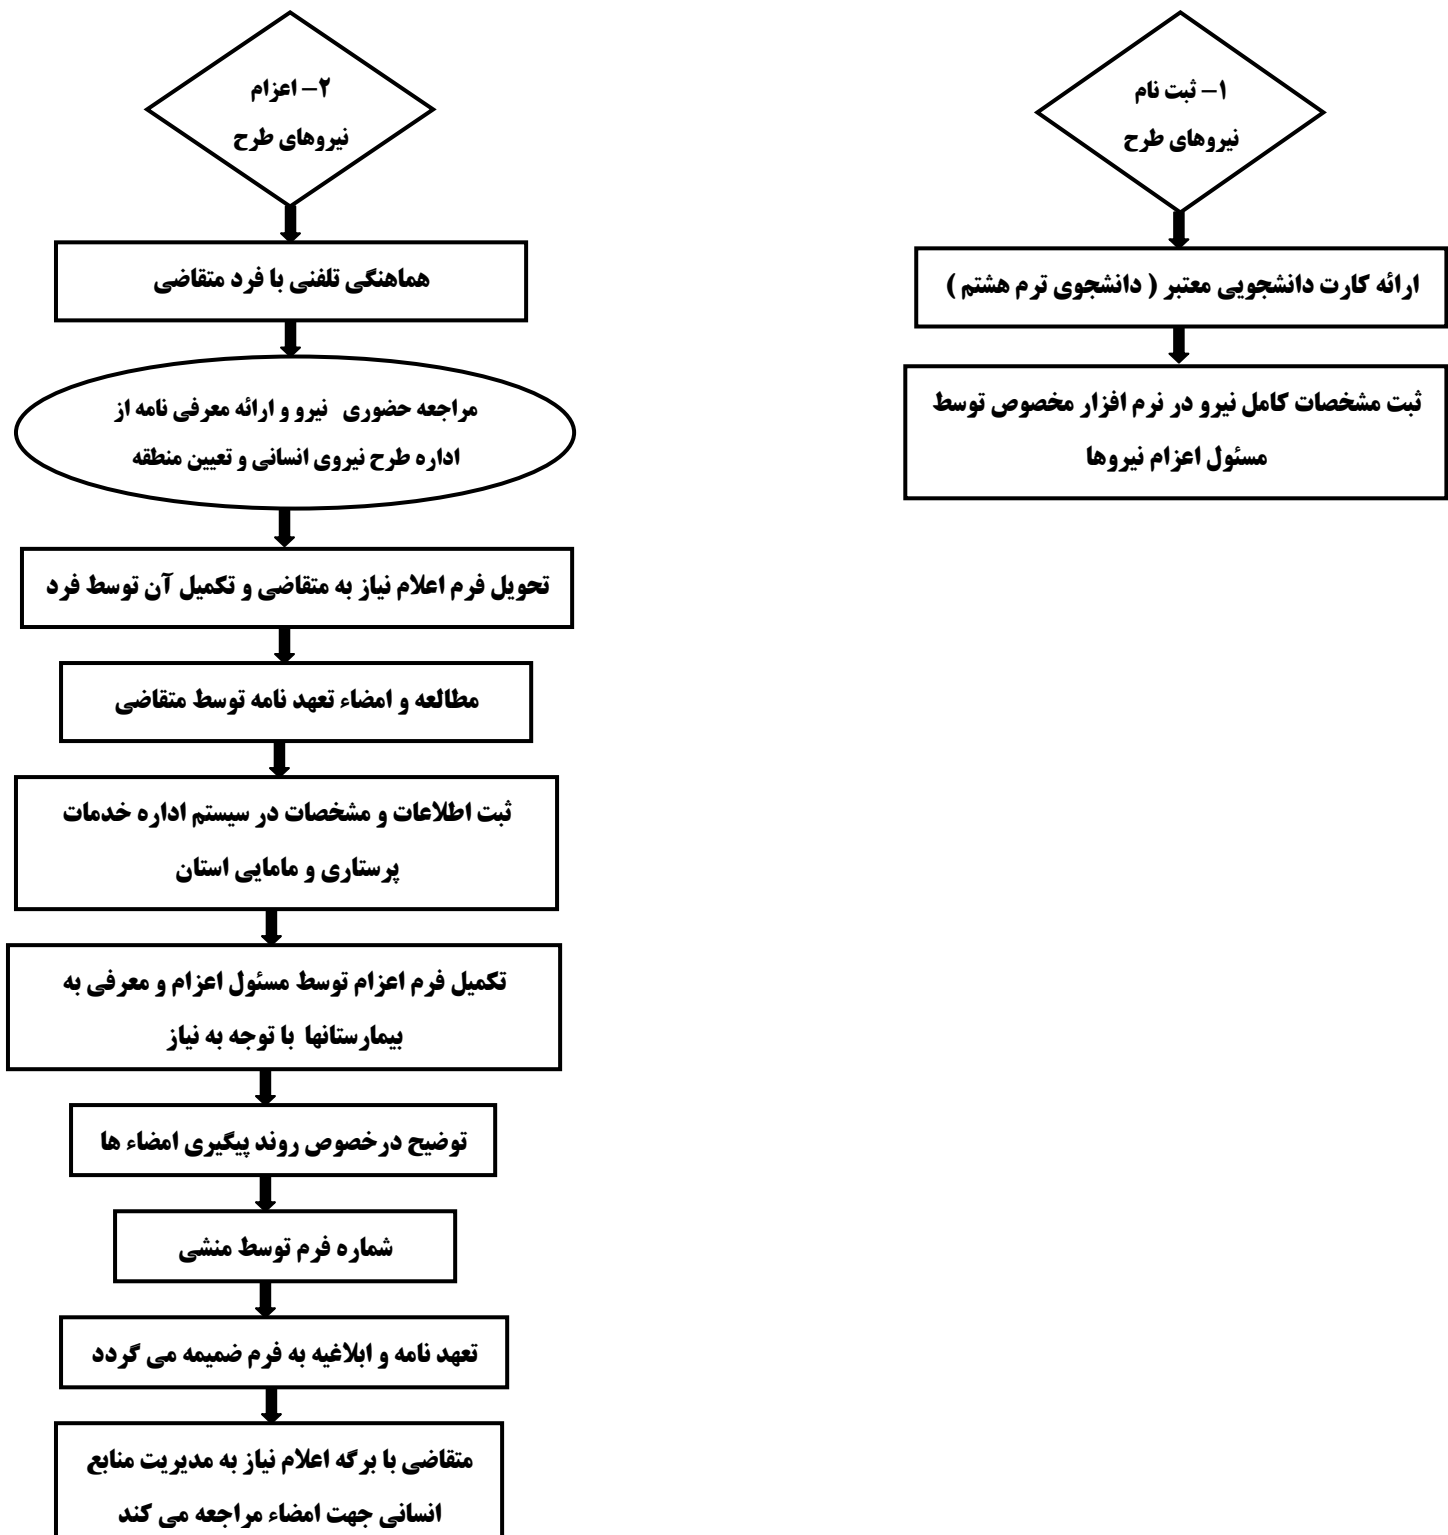 ۱- ثبت نام
نیروهای طرح
ارائه کارت دانشجویی معتبر ( دانشجوی ترم هشتم )
ثبت مشخصات کامل نیرو در نرم افزار مخصوص توسط
مسئول اعزام نیروها
۲- اعزام
نیروهای طرح
هماهنگی تلفنی با فرد متقاضی
مراجعه حضوری نیرو و ارائه معرفی نامه از
اداره طرح نیروی انسانی و تعیین منطقه
تحویل فرم اعلام نیاز به متقاضی و تکمیل آن توسط فرد
مطالعه و امضاء تعهد نامه توسط متقاضی
ثبت اطلاعات و مشخصات در سیستم اداره خدمات
پرستاری و مامایی استان
تکمیل فرم اعزام توسط مسئول اعزام و معرفی به
بیمارستانها با توجه به نیاز
توضیح درخصوص روند پیگیری امضاء ها
شماره فرم توسط منشی
تعهد نامه و ابلاغیه به فرم ضمیمه می گردد
متقاضی با برگه اعلام نیاز به مدیریت منابع
انسانی جهت امضاء مراجعه می کند